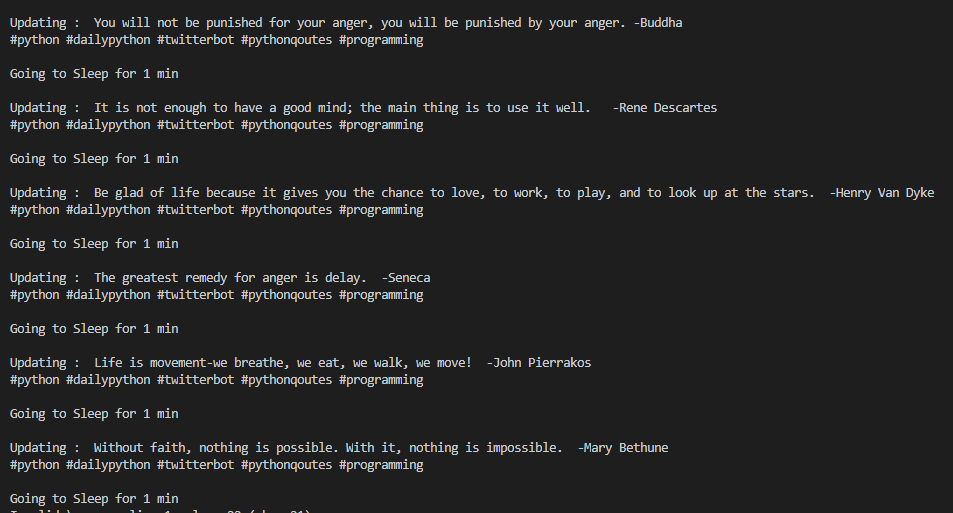 Updating :  You will not be punished for your anger, you will be punished by your anger. -Buddha
#python #dailypython #twitterbot #pythonqoutes #programming
Going to Sleep for 1 min
Updating :  It is not enough to have a good mind; the main thing is to use it well.   -Rene Descartes
#python #dailypython #twitterbot #pythonqoutes #programming
Going to Sleep for 1 min
Updating :  Be glad of life because it gives you the chance to love, to work, to play, and to look up at the stars.  -Henry Van Dyke
#python #dailypython #twitterbot #pythonqoutes #programming
Going to Sleep for 1 min
Updating :  The greatest remedy for anger is delay.  -Seneca
#python #dailypython #twitterbot #pythonqoutes #programming
Going to Sleep for 1 min
Updating :  Life is movement-we breathe, we eat, we walk, we move!  -John Pierrakos
#python #dailypython #twitterbot #pythonqoutes #programming
Going to Sleep for 1 min
Updating :  Without faith, nothing is possible. With it, nothing is impossible.  -Mary Bethune
#python #dailypython #twitterbot #pythonqoutes #programming
Going to Sleep for 1 min